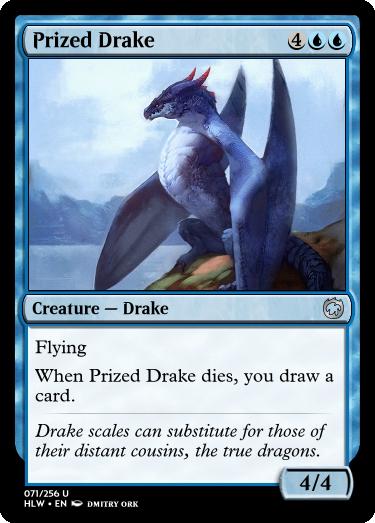 Prized Drake 4
Creature — Drake
Flying
When Prized Drake dies, you draw a
card.
Drake scales can substitute for those of
their distant cousins, the true dragons.
4/4
071/256 U
HLW • EN DMITRY ORK